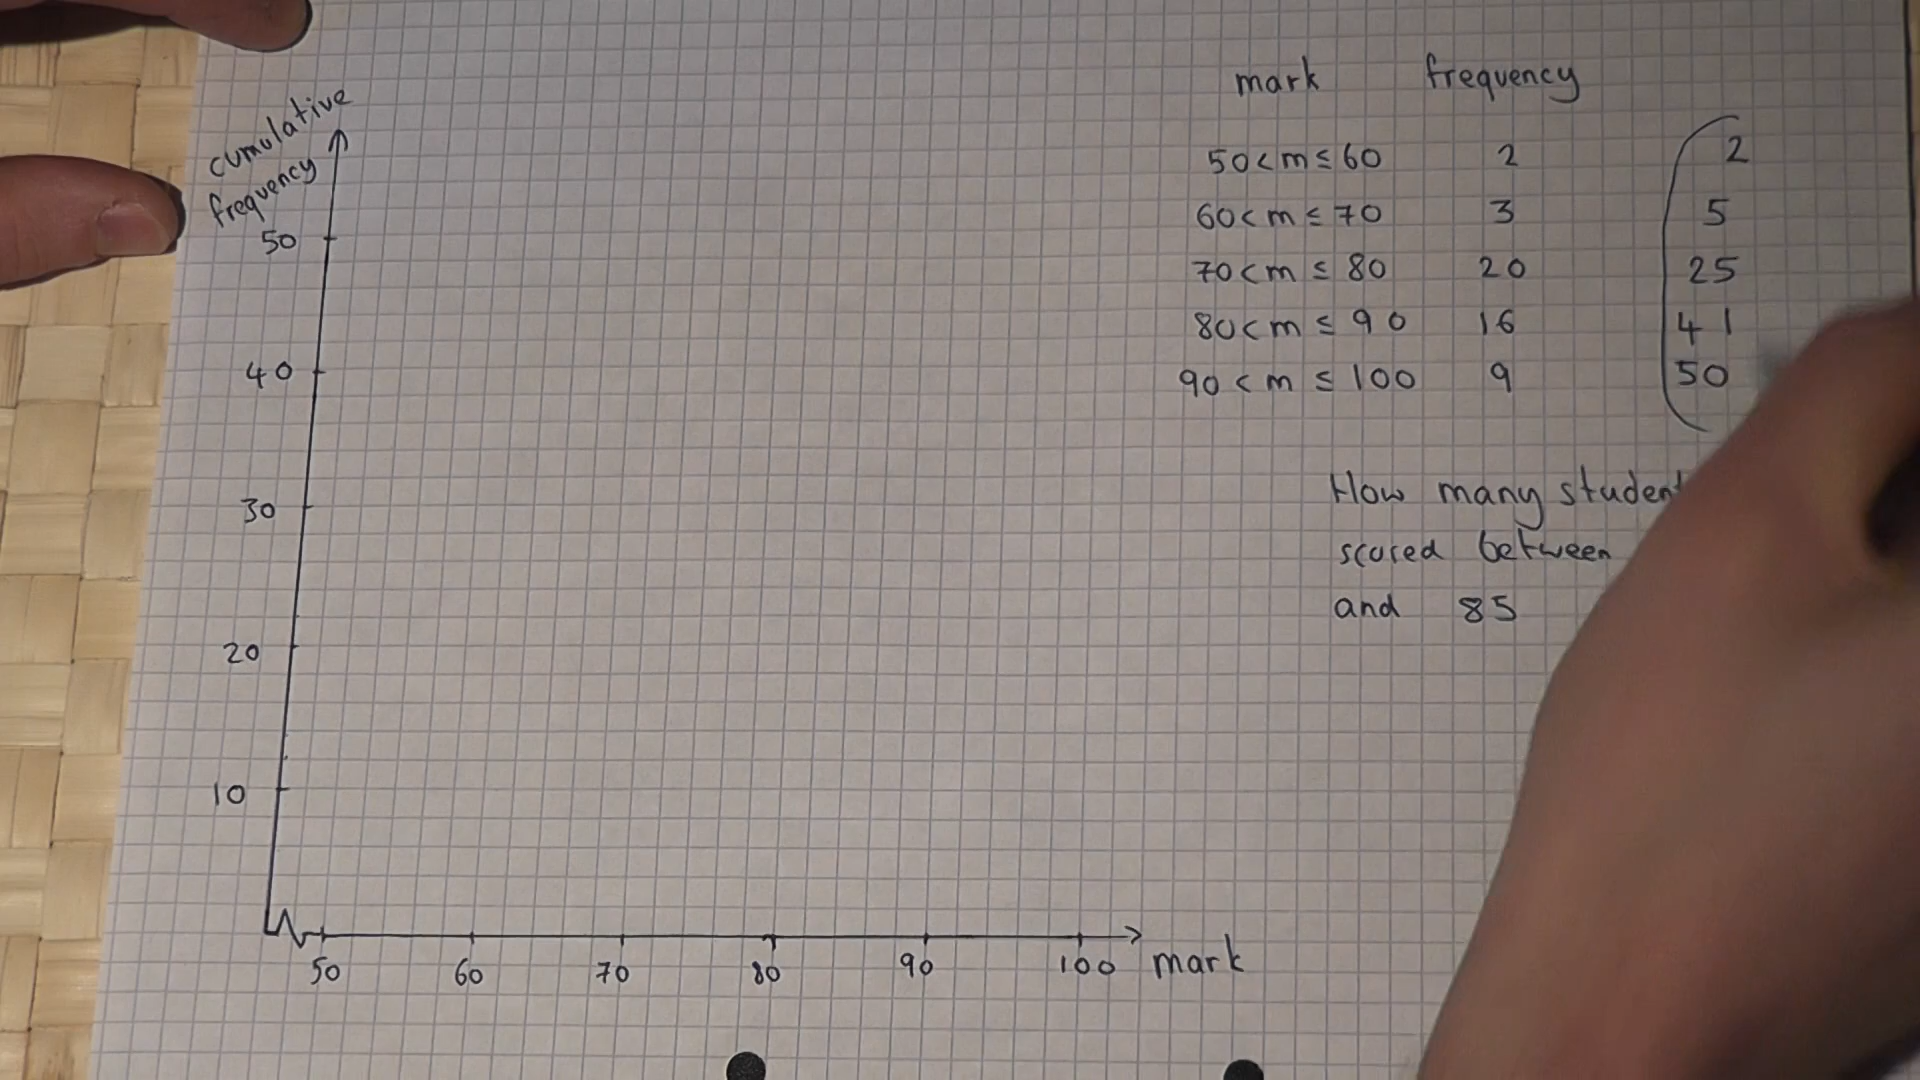 cumulative
frequency
50
40
30
20
10
50 60 70 80 90 100 mark
mark frequency
50<m≤60 2 2
60<m≤70 3 5
70<m≤80 20 25
80<m≤90 16 41
90<m≤100 9 50
How many
scored between
and 85